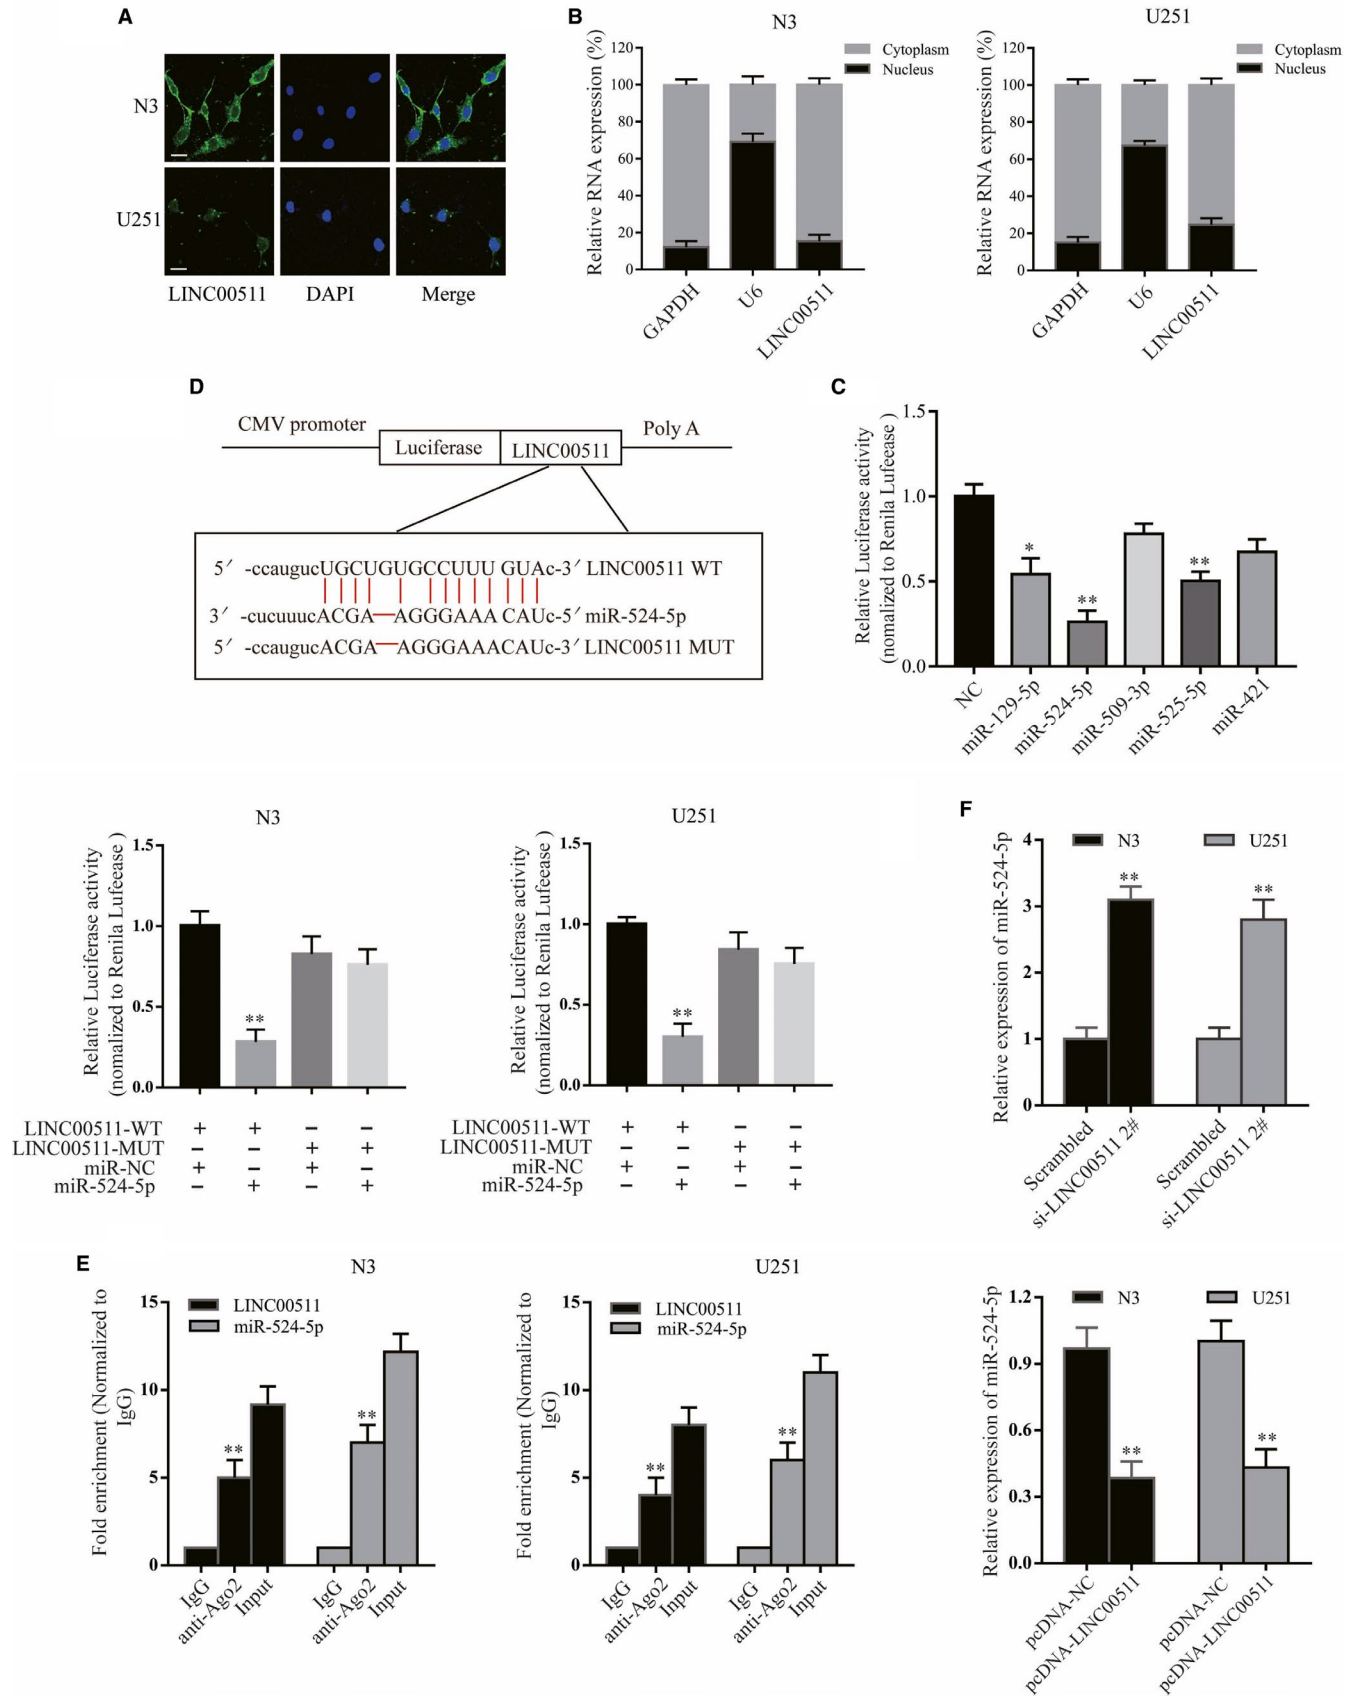 A
N3
U251
LINC00511 DAPI Merge
B
N3
Relative RNA expression (%)
120
100
80
60
40
20
0
Cytoplasm
Nucleus
GAPDH
U6
LINC00511
U251
Relative RNA expression (%)
120
100
80
60
40
20
0
Cytoplasm
Nucleus
GAPDH
U6
LINC00511
D
CMV promoter
Luciferase
LINC00511
Poly A
5′ -ccaugucUGCUGUGCCUUU GUAc-3′ LINC00511 WT
3′ -cucuuucACGA—AGGGAAA CAUc-5′ miR-524-5p
5′ -ccaugucACGA—AGGGAAACAUc-3′ LINC00511 MUT
C
Relative Luciferase activity
(nomalized to Renila Lufeease )
1.5
1.0
0.5
0.0
*
**
**
NC
miR-129-5p
miR-524-5p
miR-509-3p
miR-525-5p
miR-421
N3
Relative Luciferase activity
(nomalized to Renila Lufeease )
1.5
1.0
0.5
0.0
**
LINC00511-WT + + − −
LINC00511-MUT − − + +
miR-NC + − + −
miR-524-5p − + − +
U251
Relative Luciferase activity
(nomalized to Renila Lufeease )
1.5
1.0
0.5
0.0
**
LINC00511-WT + + − −
LINC00511-MUT − − + +
miR-NC + − + −
miR-524-5p − + − +
F
Relative expression of miR-524-5p
4
3
2
1
0
N3
U251
**
**
Scrambled
si-LINC00511 2#
Scrambled
si-LINC00511 2#
E
N3
Fold enrichment (Normalized to
IgG)
15
10
5
0
LINC00511
miR-524-5p
**
**
IgG
anti-Ago2
Input
IgG
anti-Ago2
Input
U251
Fold enrichment (Normalized to
IgG)
15
10
5
0
LINC00511
miR-524-5p
**
**
IgG
anti-Ago2
Input
IgG
anti-Ago2
Input
Relative expression of miR-524-5p
1.2
0.9
0.6
0.3
0.0
N3
U251
**
**
pcDNA-NC
pcDNA-LINC00511
pcDNA-NC
pcDNA-LINC00511